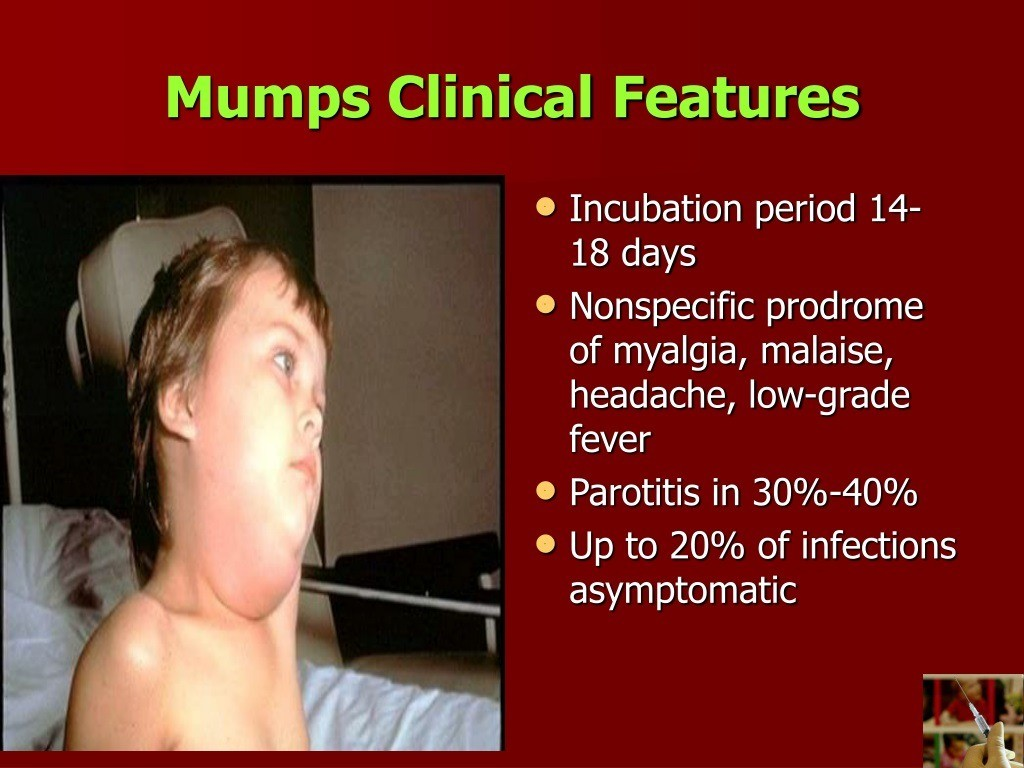 Mumps Clinical Features
Incubation period 14-
18 days
Nonspecific prodrome
of myalgia, malaise,
headache, low-grade
fever
Parotitis in 30%-40%
Up to 20% of infections
asymptomatic